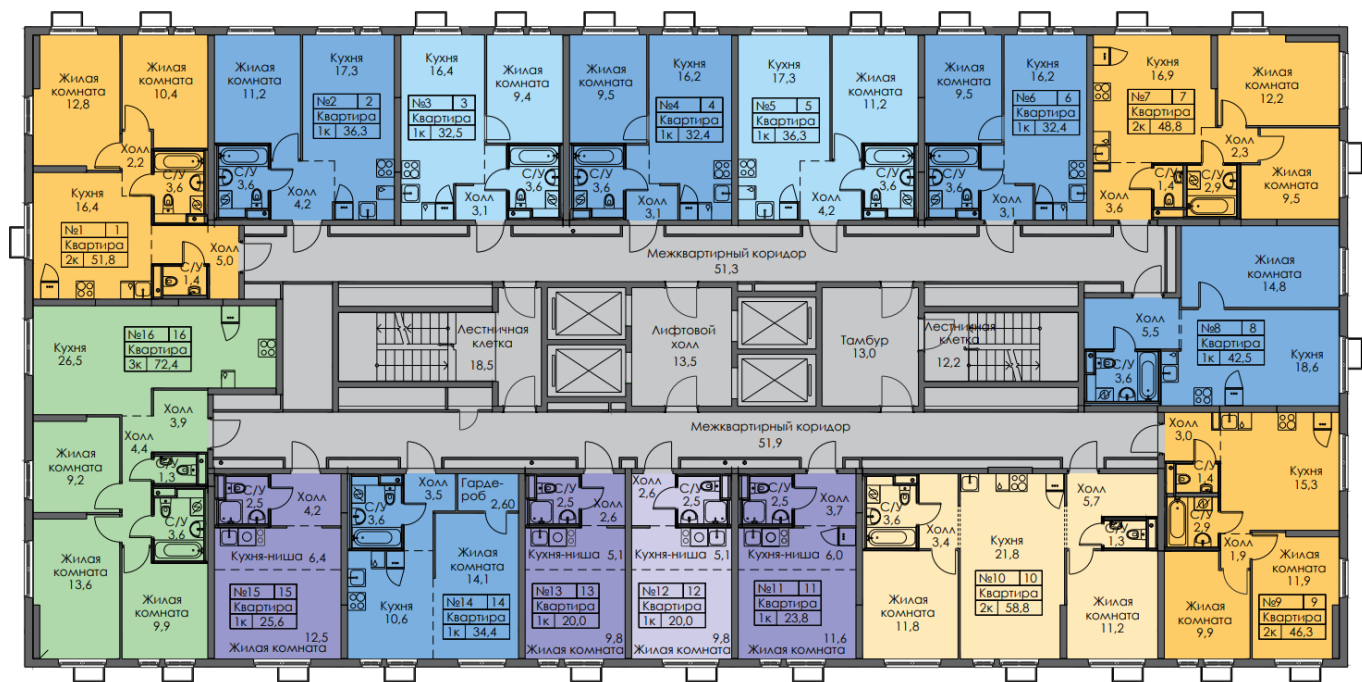 Жилая
комната
12,8
Жилая
комната
10,4
Холл
2,2
С/У
3,6
Кухня
16,4
№1 1
Квартира
2к 51,8
С/У
1,4
Холл
5,0
Жилая
комната
11,2
Кухня
17,3
№2 2
Квартира
1к 36,3
С/У
3,6
Холл
4,2
Кухня
16,4
Жилая
комната
9,4
№3 3
Квартира
1к 32,5
С/У
3,6
Холл
3,1
Жилая
комната
9,5
Кухня
16,2
№4 4
Квартира
1к 32,4
С/У
3,6
Холл
3,1
Кухня
17,3
Жилая
комната
11,2
№5 5
Квартира
1к 36,3
С/У
3,6
Холл
4,2
Жилая
комната
9,5
Кухня
16,2
№6 6
Квартира
1к 32,4
С/У
3,6
Холл
3,1
Кухня
16,9
Жилая
комната
12,2
№7 7
Квартира
2к 48,8
Холл
2,3
С/У
1,4
С/У
2,9
3,6
Жилая
комната
9,5
Межквартирный коридор
51,3
Жилая
комната
14,8
Холл
5,5
№8 8
Квартира
1к 42,5
С/У
3,6
Кухня
18,6
Лестничная
клетка
18,5
Лифтовой
холл
13,5
Тамбур
13,0
Лестничная
клетка
12,2
Кухня
26,5
№16 16
Квартира
3к 72,4
Холл
3,9
Холл
4,4
Жилая
комната
9,2
С/У
1,3
С/У
3,6
Жилая
комната
13,6
Жилая
комната
9,9
Межквартирный коридор
51,9
С/У
2,5
Холл
4,2
Кухня-ниша 6,4
№15 15
Квартира
1к 25,6
12,5
Жилая комната
С/У
3,6
Холл
3,5
Гарде-
роб
2,60
Жилая
комната
14,1
Кухня
10,6
№14 14
Квартира
1к 34,4
С/У
2,5
Холл
2,6
Кухня-ниша 5,1
№13 13
Квартира
1к 20,0
9,8
Жилая комната
Холл
2,6
С/У
2,5
Кухня-ниша 5,1
№12 12
Квартира
1к 20,0
9,8
Жилая комната
С/У
2,5
Холл
3,7
Кухня-ниша 6,0
№11 11
Квартира
1к 23,8
11,6
Жилая комната
С/У
3,6
Холл
3,4
Кухня
21,8
Холл
5,7
С/У
1,3
№10 10
Квартира
2к 58,8
Жилая
комната
11,8
Жилая
комната
11,2
Холл
3,0
С/У
1,4
С/У
2,9
Кухня
15,3
Холл
1,9
Жилая
комната
11,9
Жилая
комната
9,9
№9 9
Квартира
2к 46,3